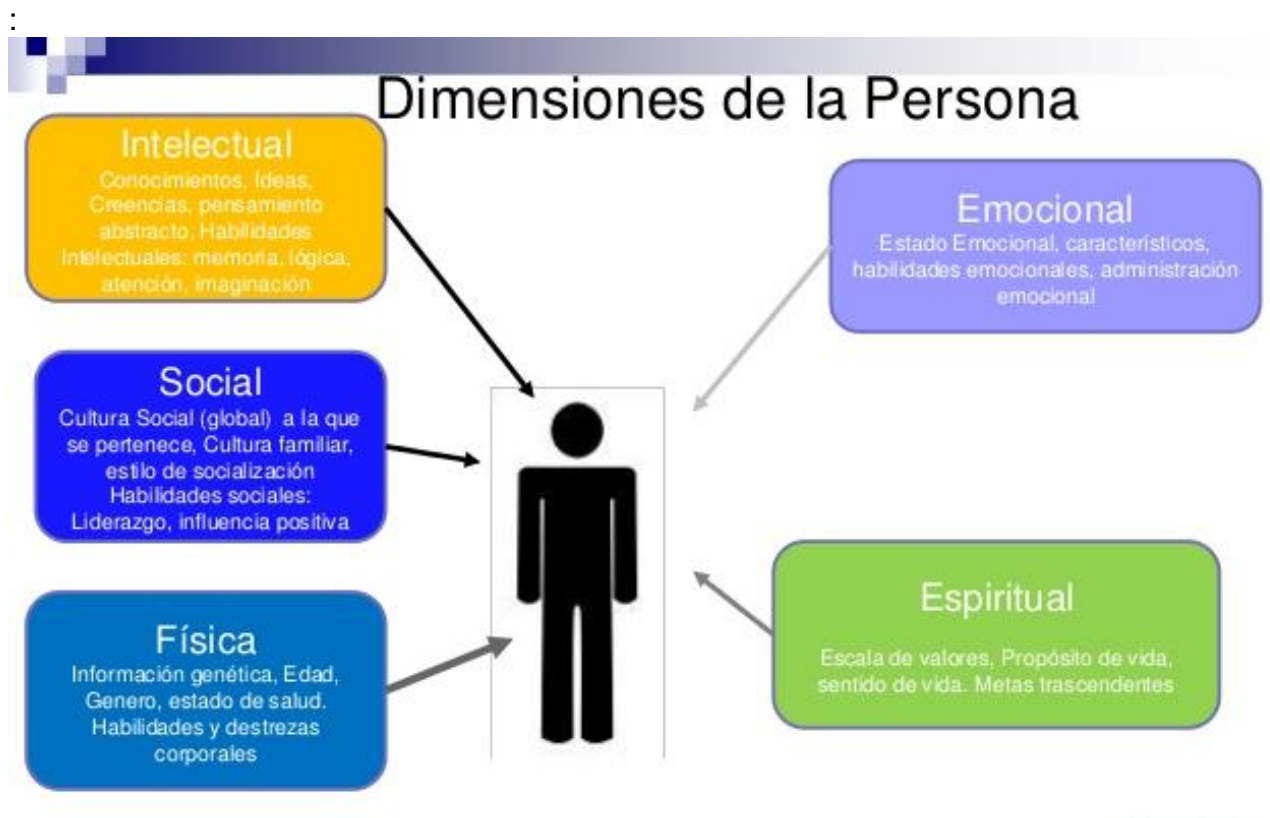 :
Dimensiones de la Persona
Intelectual
Conocimientos, Ideas,
Creencias, pensamiento
abstracto, Habilidades
Intelectuales: memoria, lógica,
atención, imaginación
Emocional
Estado Emocional, característicos,
habilidades emocionales, administración
emocional
Social
Cultura Social (global) a la que
se pertenece, Cultura familiar,
estilo de socialización
Habilidades sociales:
Liderazgo, influencia positiva
Física
Información genética, Edad,
Genero, estado de salud.
Habilidades y destrezas
corporales
Espiritual
Escala de valores, Propósito de vida,
sentido de vida. Metas trascendentes